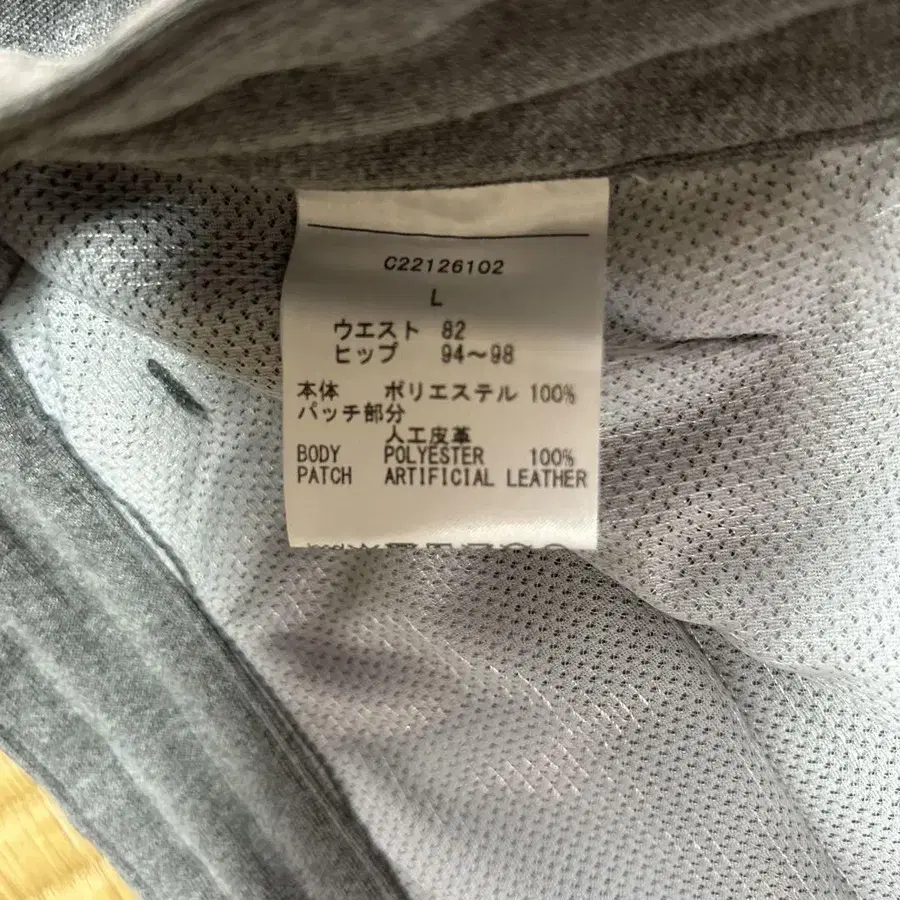 C22126102
L
ウエスト 82
ヒップ 94～98
本体 ポリエステル 100%
パッチ部分
人工皮革
BODY POLYESTER 100%
PATCH ARTIFICIAL LEATHER